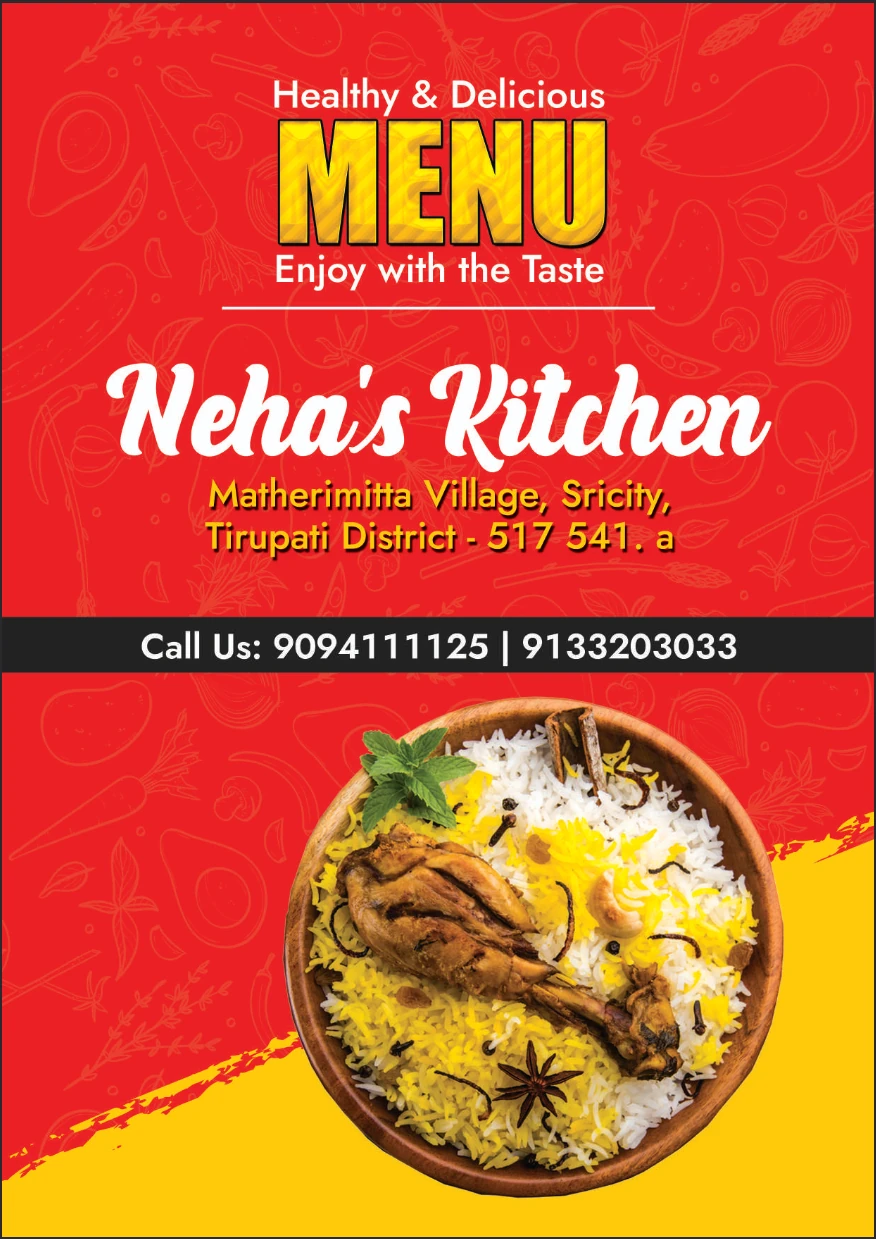 Healthy & Delicious
MENU
Enjoy with the Taste
Neha's Kitchen
Matherimitta Village, Sricity,
Tirupati District - 517 541. a
Call Us: 9094111125 | 9133203033